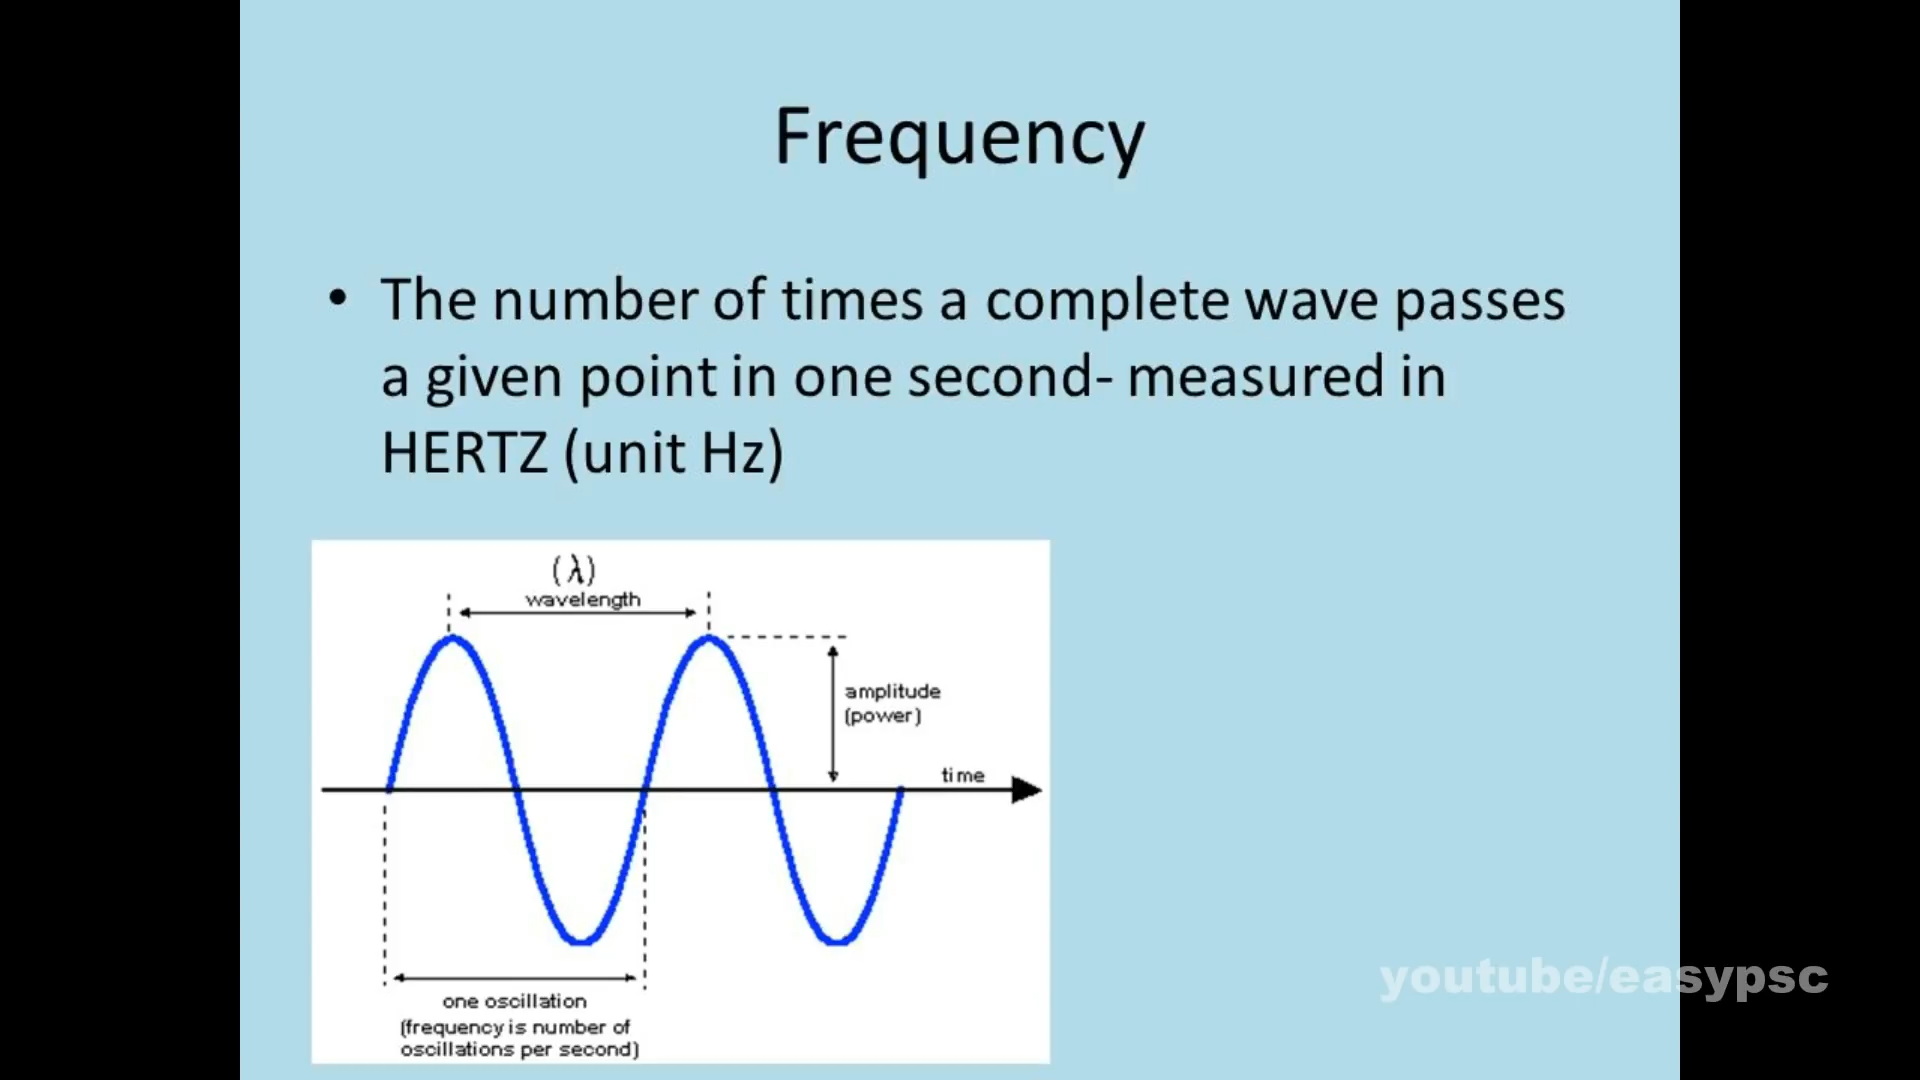 Frequency
• The number of times a complete wave passes
a given point in one second- measured in
HERTZ (unit Hz)
(λ)
wavelength
amplitude
(power)
time
one oscillation
(frequency is number of
oscillations per second)
youtube/easypsc